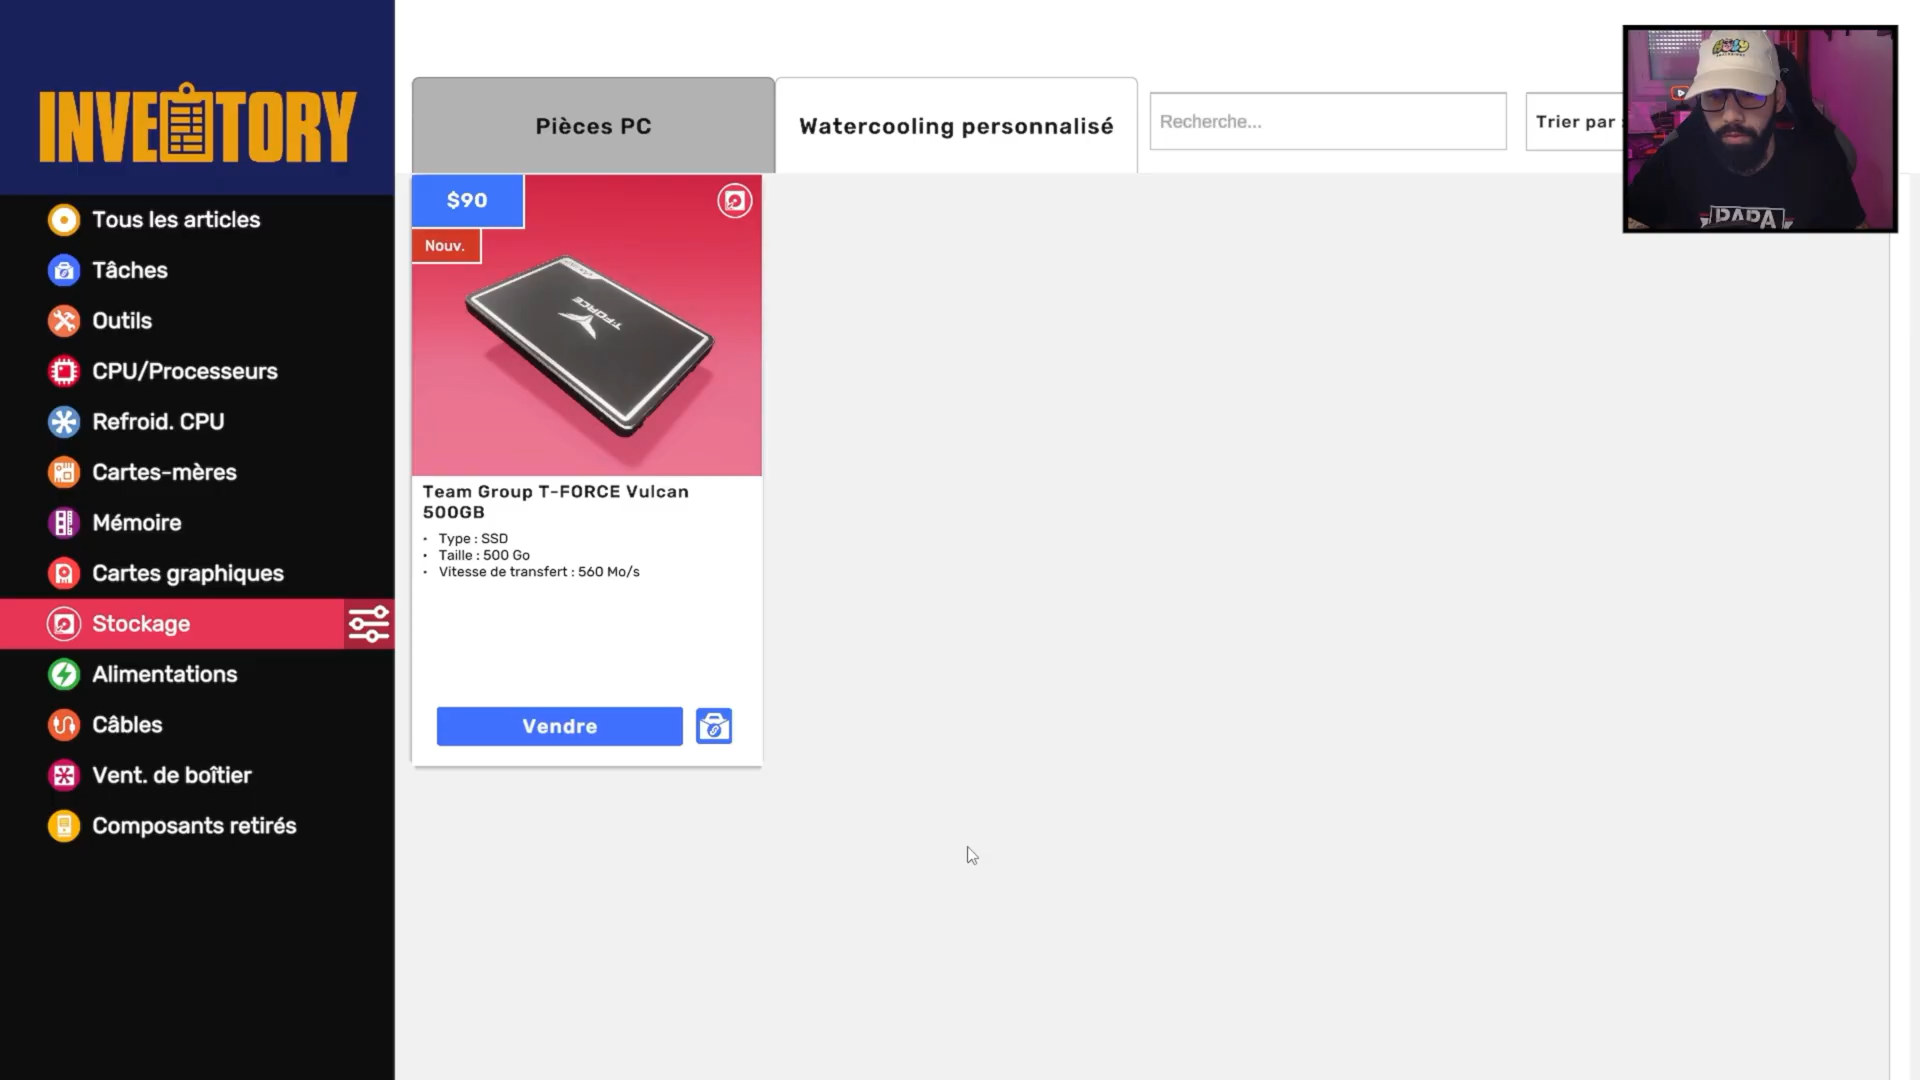 INVENTORY
Tous les articles
Tâches
Outils
CPU/Processeurs
Refroid. CPU
Cartes-mères
Mémoire
Cartes graphiques
Stockage
Alimentations
Câbles
Vent. de boîtier
Composants retirés
Pièces PC
Watercooling personnalisé
Recherche...
Trier par :
$90
Nouv.
T-FORCE
Team Group T-FORCE Vulcan
500GB
• Type : SSD
• Taille : 500 Go
• Vitesse de transfert : 560 Mo/s
Vendre
PAPA